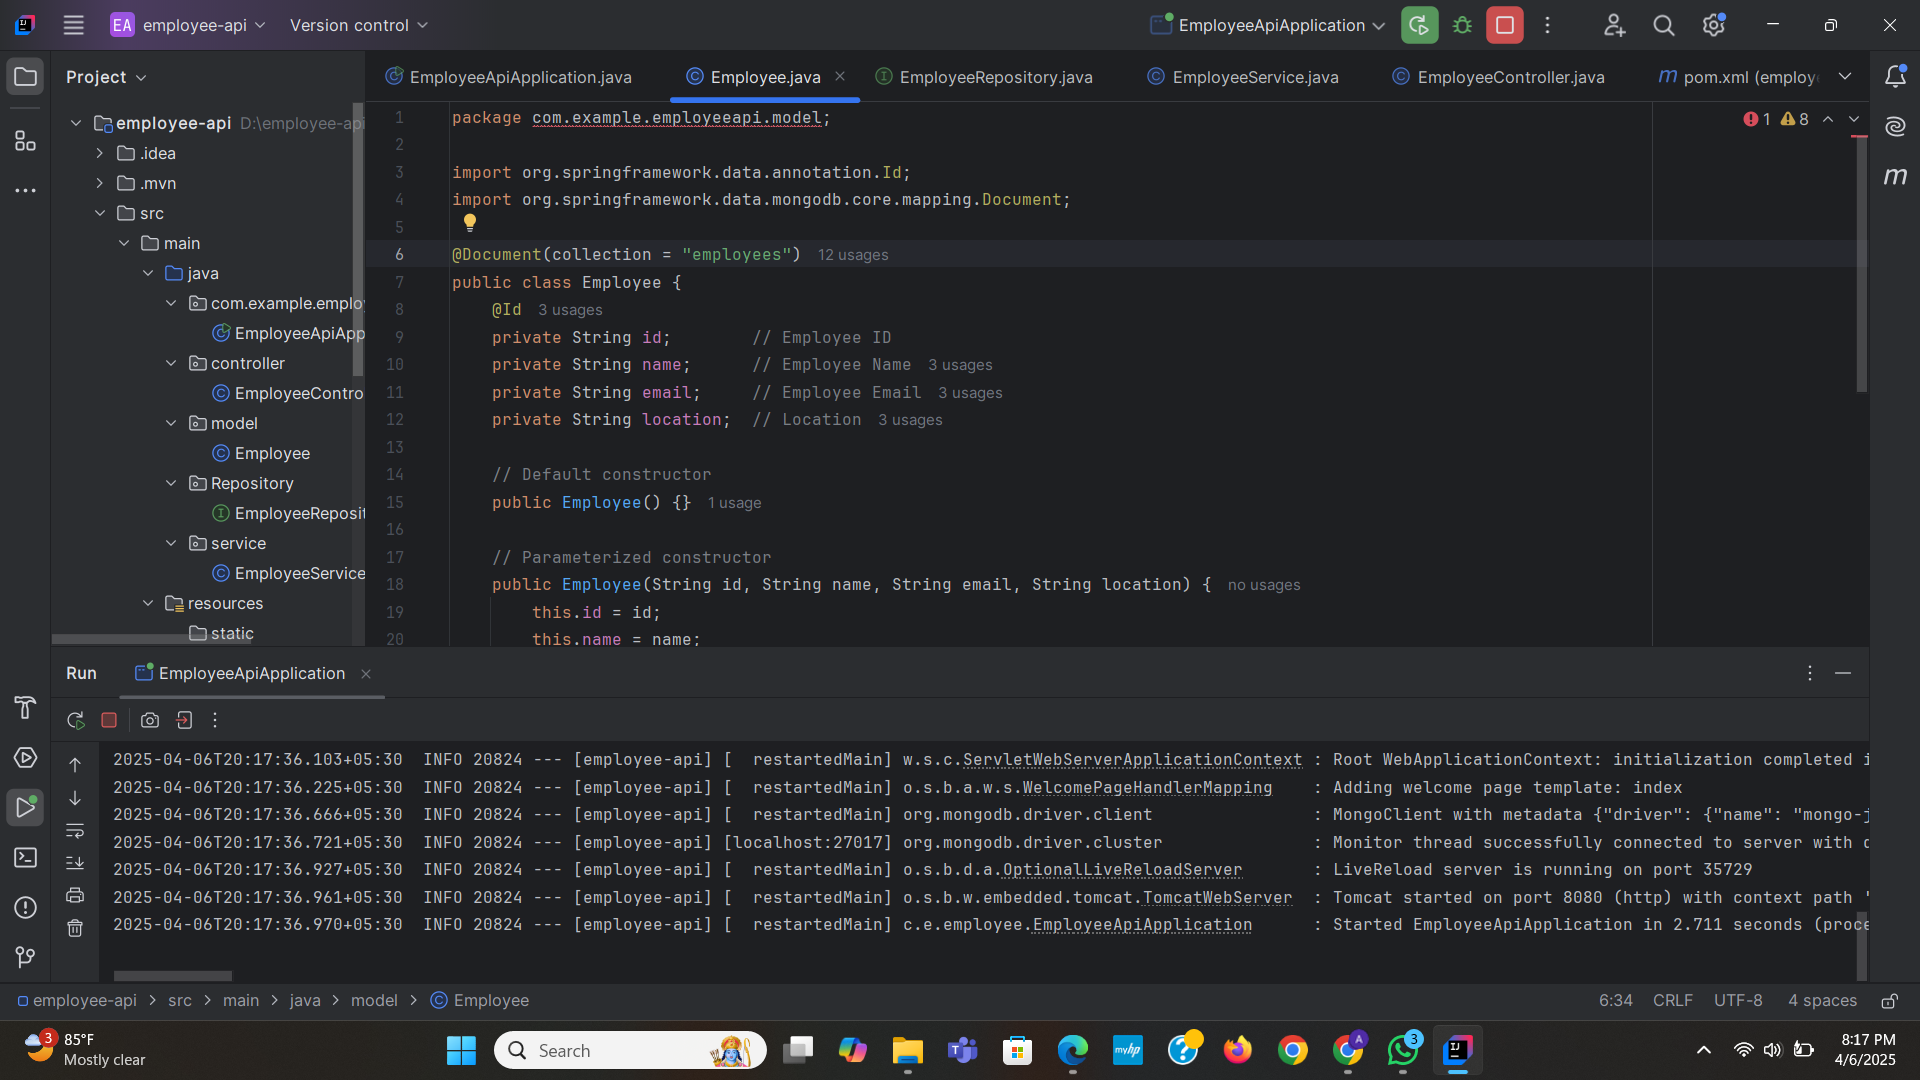 EA employee-api Version control EmployeeApiApplication
Project
employee-api D:\employee-api
.idea
.mvn
src
main
java
com.example.emplo
EmployeeApiApp
controller
EmployeeContro
model
Employee
Repository
EmployeeReposit
service
EmployeeService
resources
static
EmployeeApiApplication.java Employee.java EmployeeRepository.java EmployeeService.java EmployeeController.java pom.xml (employ
1 8
1 package com.example.employeeapi.model;
2
3 import org.springframework.data.annotation.Id;
4 import org.springframework.data.mongodb.core.mapping.Document;
5
6 @Document(collection = "employees") 12 usages
7 public class Employee {
8 @Id 3 usages
9 private String id; // Employee ID
10 private String name; // Employee Name 3 usages
11 private String email; // Employee Email 3 usages
12 private String location; // Location 3 usages
13
14 // Default constructor
15 public Employee() {} 1 usage
16
17 // Parameterized constructor
18 public Employee(String id, String name, String email, String location) { no usages
19 this.id = id;
20 this.name = name;
Run EmployeeApiApplication
2025-04-06T20:17:36.103+05:30 INFO 20824 --- [employee-api] [ restartedMain] w.s.c.ServletWebServerApplicationContext : Root WebApplicationContext: initialization completed i
2025-04-06T20:17:36.225+05:30 INFO 20824 --- [employee-api] [ restartedMain] o.s.b.a.w.s.WelcomePageHandlerMapping : Adding welcome page template: index
2025-04-06T20:17:36.666+05:30 INFO 20824 --- [employee-api] [ restartedMain] org.mongodb.driver.client : MongoClient with metadata {"driver": {"name": "mongo-j
2025-04-06T20:17:36.721+05:30 INFO 20824 --- [employee-api] [localhost:27017] org.mongodb.driver.cluster : Monitor thread successfully connected to server with d
2025-04-06T20:17:36.927+05:30 INFO 20824 --- [employee-api] [ restartedMain] o.s.b.d.a.OptionalLiveReloadServer : LiveReload server is running on port 35729
2025-04-06T20:17:36.961+05:30 INFO 20824 --- [employee-api] [ restartedMain] o.s.b.w.embedded.tomcat.TomcatWebServer : Tomcat started on port 8080 (http) with context path '
2025-04-06T20:17:36.970+05:30 INFO 20824 --- [employee-api] [ restartedMain] c.e.employee.EmployeeApiApplication : Started EmployeeApiApplication in 2.711 seconds (proce
employee-api > src > main > java > model > Employee 6:34 CRLF UTF-8 4 spaces
3 85°F
Mostly clear
Search
3
8:17 PM
4/6/2025